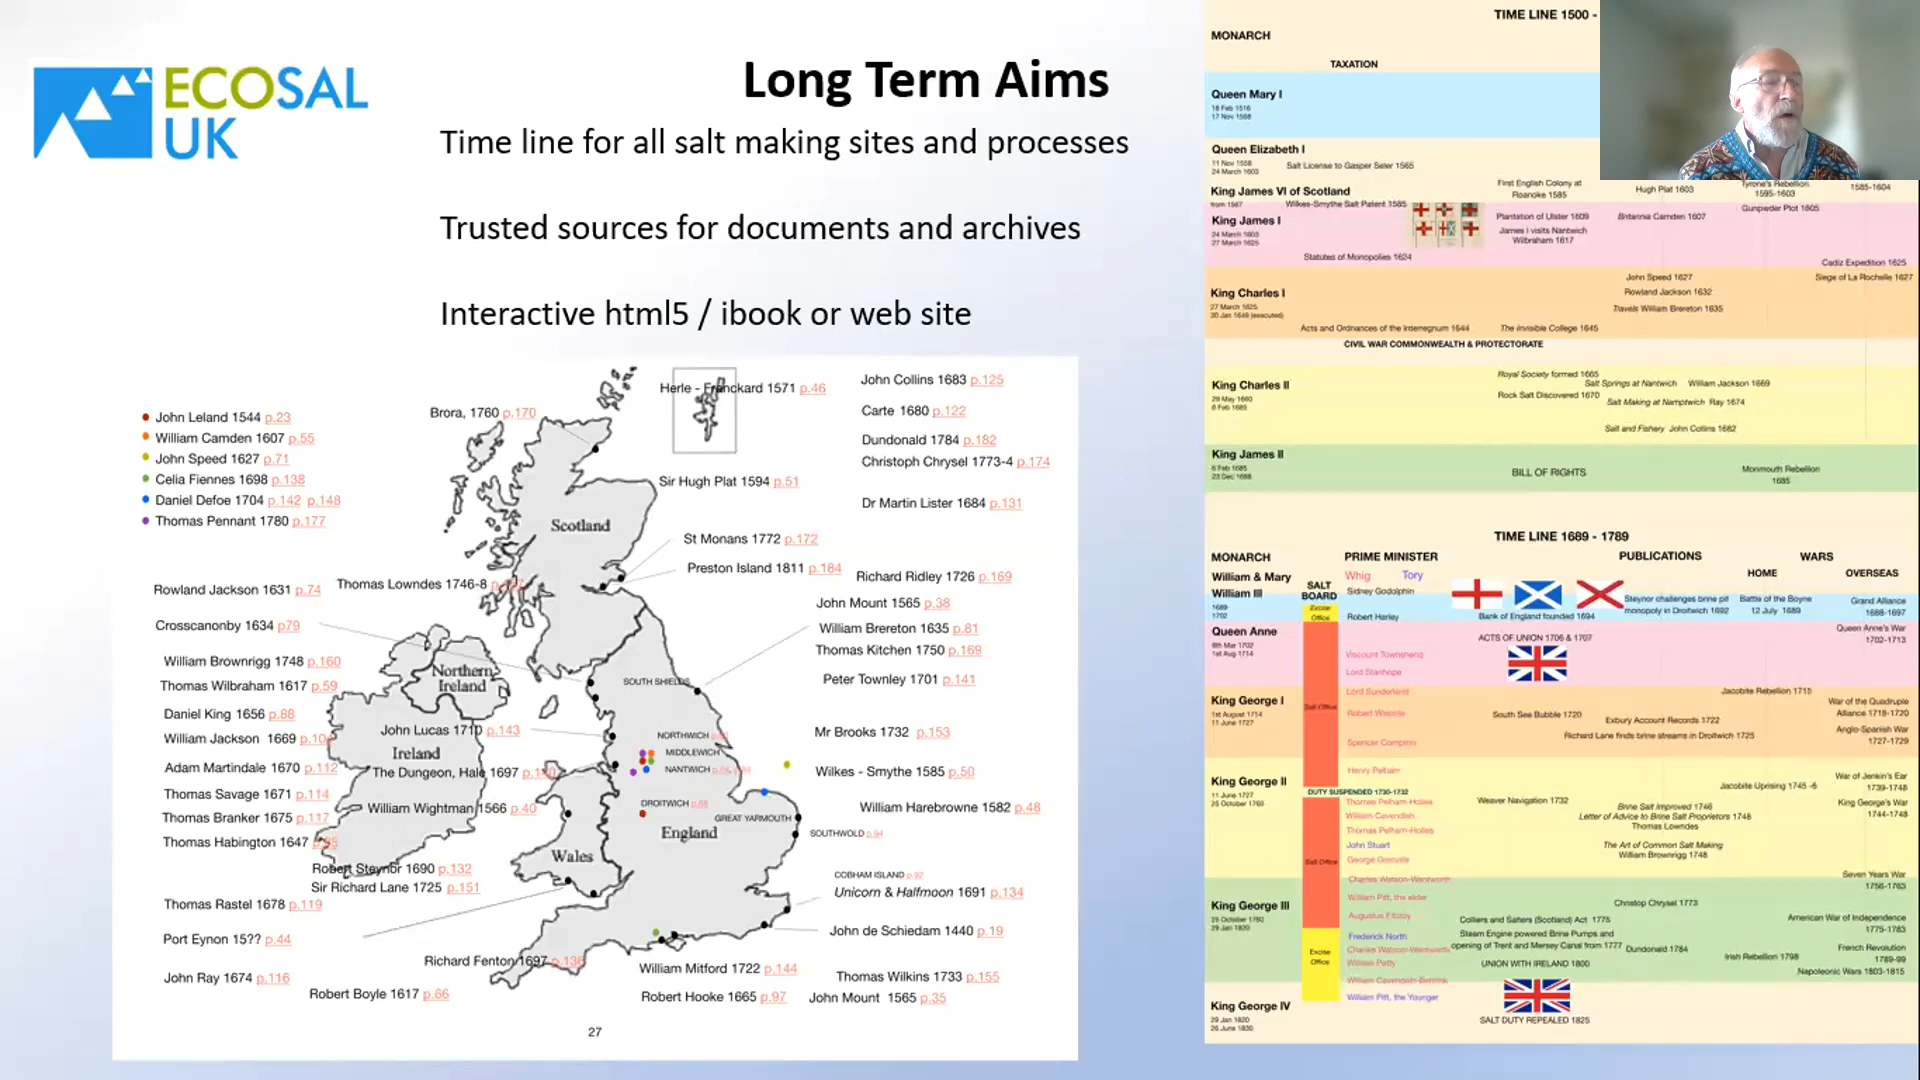 ECOSAL
UK
Long Term Aims
Time line for all salt making sites and processes
Trusted sources for documents and archives
Interactive html5 / ibook or web site
John Leland 1544 p.23
William Camden 1607 p.55
John Speed 1627 p.71
Celia Fiennes 1698 p.138
Daniel Defoe 1704 p.142 p.148
Thomas Pennant 1780 p.177
Brora, 1760 p.170
Herle - Franckard 1571 p.46
John Collins 1683 p.125
Carte 1680 p.122
Dundonald 1784 p.182
Christoph Chrysel 1773-4 p.174
Sir Hugh Plat 1594 p.51
Dr Martin Lister 1684 p.131
Scotland
St Monans 1772 p.172
Preston Island 1811 p.184
Richard Ridley 1726 p.169
Rowland Jackson 1631 p.74
Thomas Lowndes 1746-8
John Mount 1565 p.38
Crosscanonby 1634 p79
William Brereton 1635 p.81
Thomas Kitchen 1750 p.169
William Brownrigg 1748 p.160
Northern
Ireland
Thomas Wilbraham 1617 p.59
SOUTH SHIELDS
Peter Townley 1701 p.141
Daniel King 1656 p.88
John Lucas 1710 p.143
William Jackson 1669
NORTHWICH
Mr Brooks 1732 p.153
Ireland
MIDDLEWICH
Adam Martindale 1670 p.112
The Dungeon, Hale 1697
NANTWICH
Wilkes - Smythe 1585 p.50
Thomas Savage 1671 p.114
William Wightman 1566 p.40
DROITWICH
William Harebrowne 1582 p.48
Thomas Branker 1675 p.117
GREAT YARMOUTH
England
SOUTHWOLD p.94
Thomas Habington 1647
Wales
Robert Steynor 1690 p.132
COBHAM ISLAND p.92
Sir Richard Lane 1725 p.151
Unicorn & Halfmoon 1691 p.134
Thomas Rastel 1678 p.119
Port Eynon 15?? p.44
John de Schiedam 1440 p.19
Richard Fenton 1697 p.136
John Ray 1674 p.116
William Mitford 1722 p.144
Thomas Wilkins 1733 p.155
Robert Boyle 1617 p.66
Robert Hooke 1665 p.97
John Mount 1565 p.35
27
TIME LINE 1500 -
MONARCH
TAXATION
Queen Mary I
18 Feb 1516
17 Nov 1558
Queen Elizabeth I
11 Nov 1558
24 March 1603
Salt License to Gasper Seler 1565
King James VI of Scotland
from 1567
Wilkes-Smythe Salt Patent 1585
First English Colony at
Roanoke 1585
Hugh Plat 1603
Tyrone's Rebellion
1595-1603
1585-1604
King James I
24 March 1603
27 March 1625
Plantation of Ulster 1609
Britannia Camden 1607
Gunpowder Plot 1605
James I visits Nantwich
Wilbraham 1617
Statutes of Monopolies 1624
Cadiz Expedition 1625
John Speed 1627
Siege of La Rochelle 1627
King Charles I
27 March 1625
30 Jan 1649 (executed)
Rowland Jackson 1632
Travels William Brereton 1635
Acts and Ordnances of the Interregnum 1644
The Invisible College 1645
CIVIL WAR COMMONWEALTH & PROTECTORATE
King Charles II
29 May 1660
6 Feb 1685
Royal Society formed 1665
Salt Springs at Nantwich William Jackson 1669
Rock Salt Discovered 1670
Salt Making at Namptwich Ray 1674
Salt and Fishery John Collins 1682
King James II
6 Feb 1685
23 Dec 1688
BILL OF RIGHTS
Monmouth Rebellion
1685
TIME LINE 1689 - 1789
MONARCH
PRIME MINISTER
PUBLICATIONS
WARS
HOME
OVERSEAS
William & Mary
William III
1689
1702
SALT
BOARD
Excise
Office
Whig
Tory
Sidney Godolphin
Robert Harley
Bank of England founded 1694
Steynor challenges brine pit
monopoly in Droitwich 1692
Battle of the Boyne
12 July 1689
Grand Alliance
1688-1697
Queen Anne
8th Mar 1702
1st Aug 1714
ACTS OF UNION 1706 & 1707
Queen Anne's War
1702-1713
Viscount Townshend
Lord Stanhope
King George I
1st August 1714
11 June 1727
Salt Office
Lord Sunderland
Robert Walpole
Spencer Compton
Henry Pelham
South Sea Bubble 1720
Jacobite Rebellion 1715
Exbury Account Records 1722
Richard Lane finds brine streams in Droitwich 1725
War of the Quadruple
Alliance 1718-1720
Anglo-Spanish War
1727-1729
King George II
11 June 1727
25 October 1760
DUTY SUSPENDED 1730-1732
Thomas Pelham-Holles
William Cavendish
Thomas Pelham-Holles
John Stuart
George Grenville
Weaver Navigation 1732
Brine Salt Improved 1746
Letter of Advice to Brine Salt Proprietors 1748
Thomas Lowndes
The Art of Common Salt Making
William Brownrigg 1748
Jacobite Uprising 1745 -6
War of Jenkin's Ear
1739-1748
King George's War
1744-1748
Salt Office
Seven Years War
1756-1763
Charles Watson-Wentworth
William Pitt, the elder
Augustus Fitzroy
King George III
25 October 1760
29 Jan 1820
Christop Chrysel 1773
Colliers and Salters (Scotland) Act 1775
American War of Independence
1775-1783
Excise
Office
Frederick North
Charles Watson-Wentworth
William Petty
William Cavendish-Bentink
William Pitt, the Younger
Steam Engine powered Brine Pumps and
opening of Trent and Mersey Canal from 1777
Dundonald 1784
UNION WITH IRELAND 1800
Irish Rebellion 1798
French Revolution
1789-99
Napoleonic Wars 1803-1815
King George IV
29 Jan 1820
26 June 1830
SALT DUTY REPEALED 1825